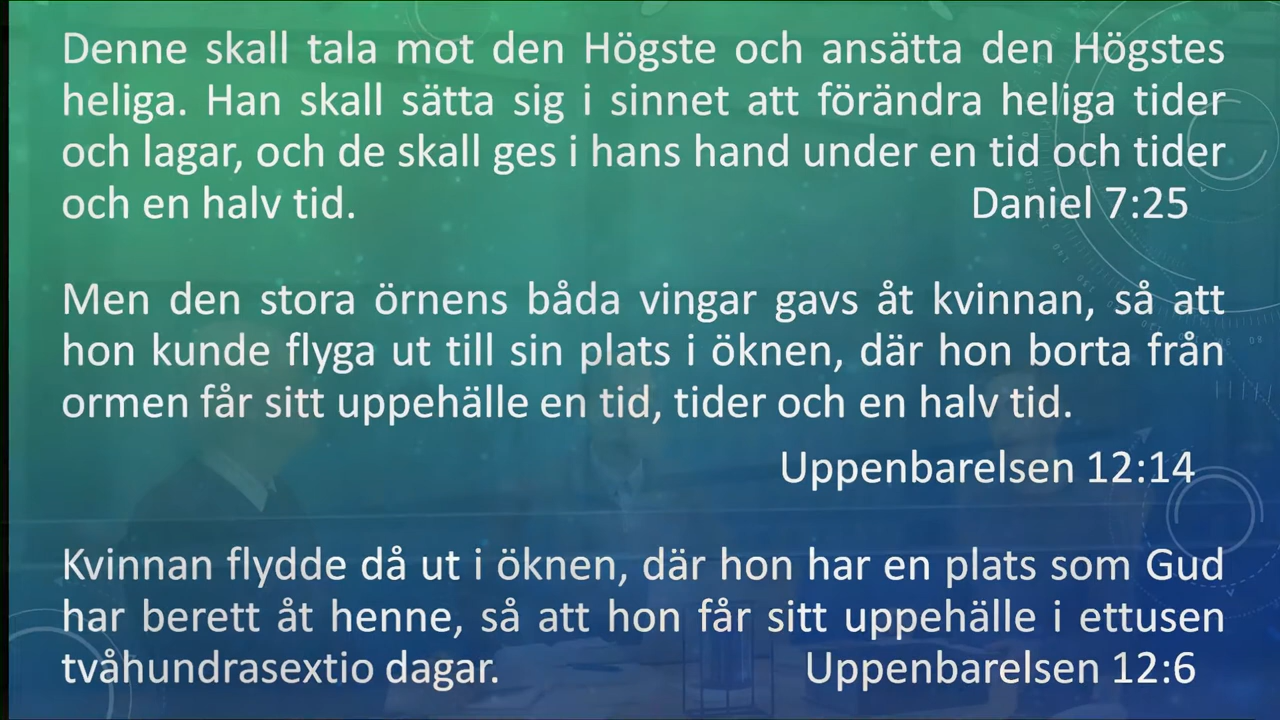 Denne skall tala mot den Högste och ansätta den Högstes
heliga. Han skall sätta sig i sinnet att förändra heliga tider
och lagar, och de skall ges i hans hand under en tid och tider
och en halv tid. Daniel 7:25
Men den stora örnens båda vingar gavs åt kvinnan, så att
hon kunde flyga ut till sin plats i öknen, där hon borta från
ormen får sitt uppehälle en tid, tider och en halv tid.
Uppenbarelsen 12:14
Kvinnan flydde då ut i öknen, där hon har en plats som Gud
har berett åt henne, så att hon får sitt uppehälle i ettusen
tvåhundrasextio dagar. Uppenbarelsen 12:6